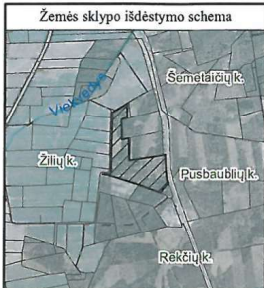 Žemės sklypo išdėstymo schema
Šemetaičių k.
Žilių k.
Pusbaublių k.
Rekčių k.